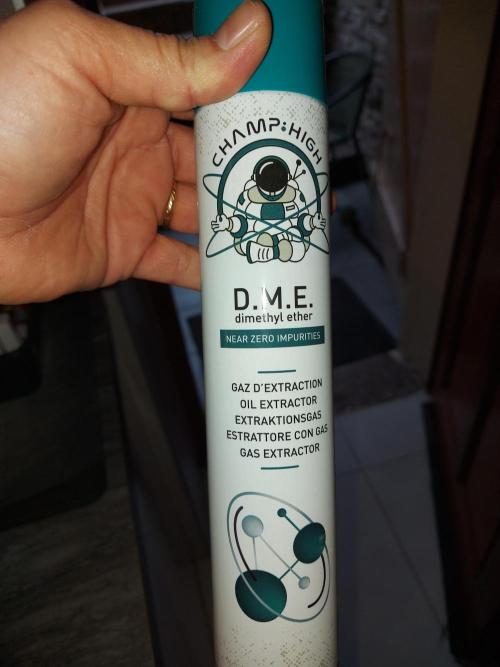 CHAMP:HIGH
D.M.E.
dimethyl ether
NEAR ZERO IMPURITIES
GAZ D'EXTRACTION
OIL EXTRACTOR
EXTRAKTIONSGAS
ESTRATTORE CON GAS
GAS EXTRACTOR